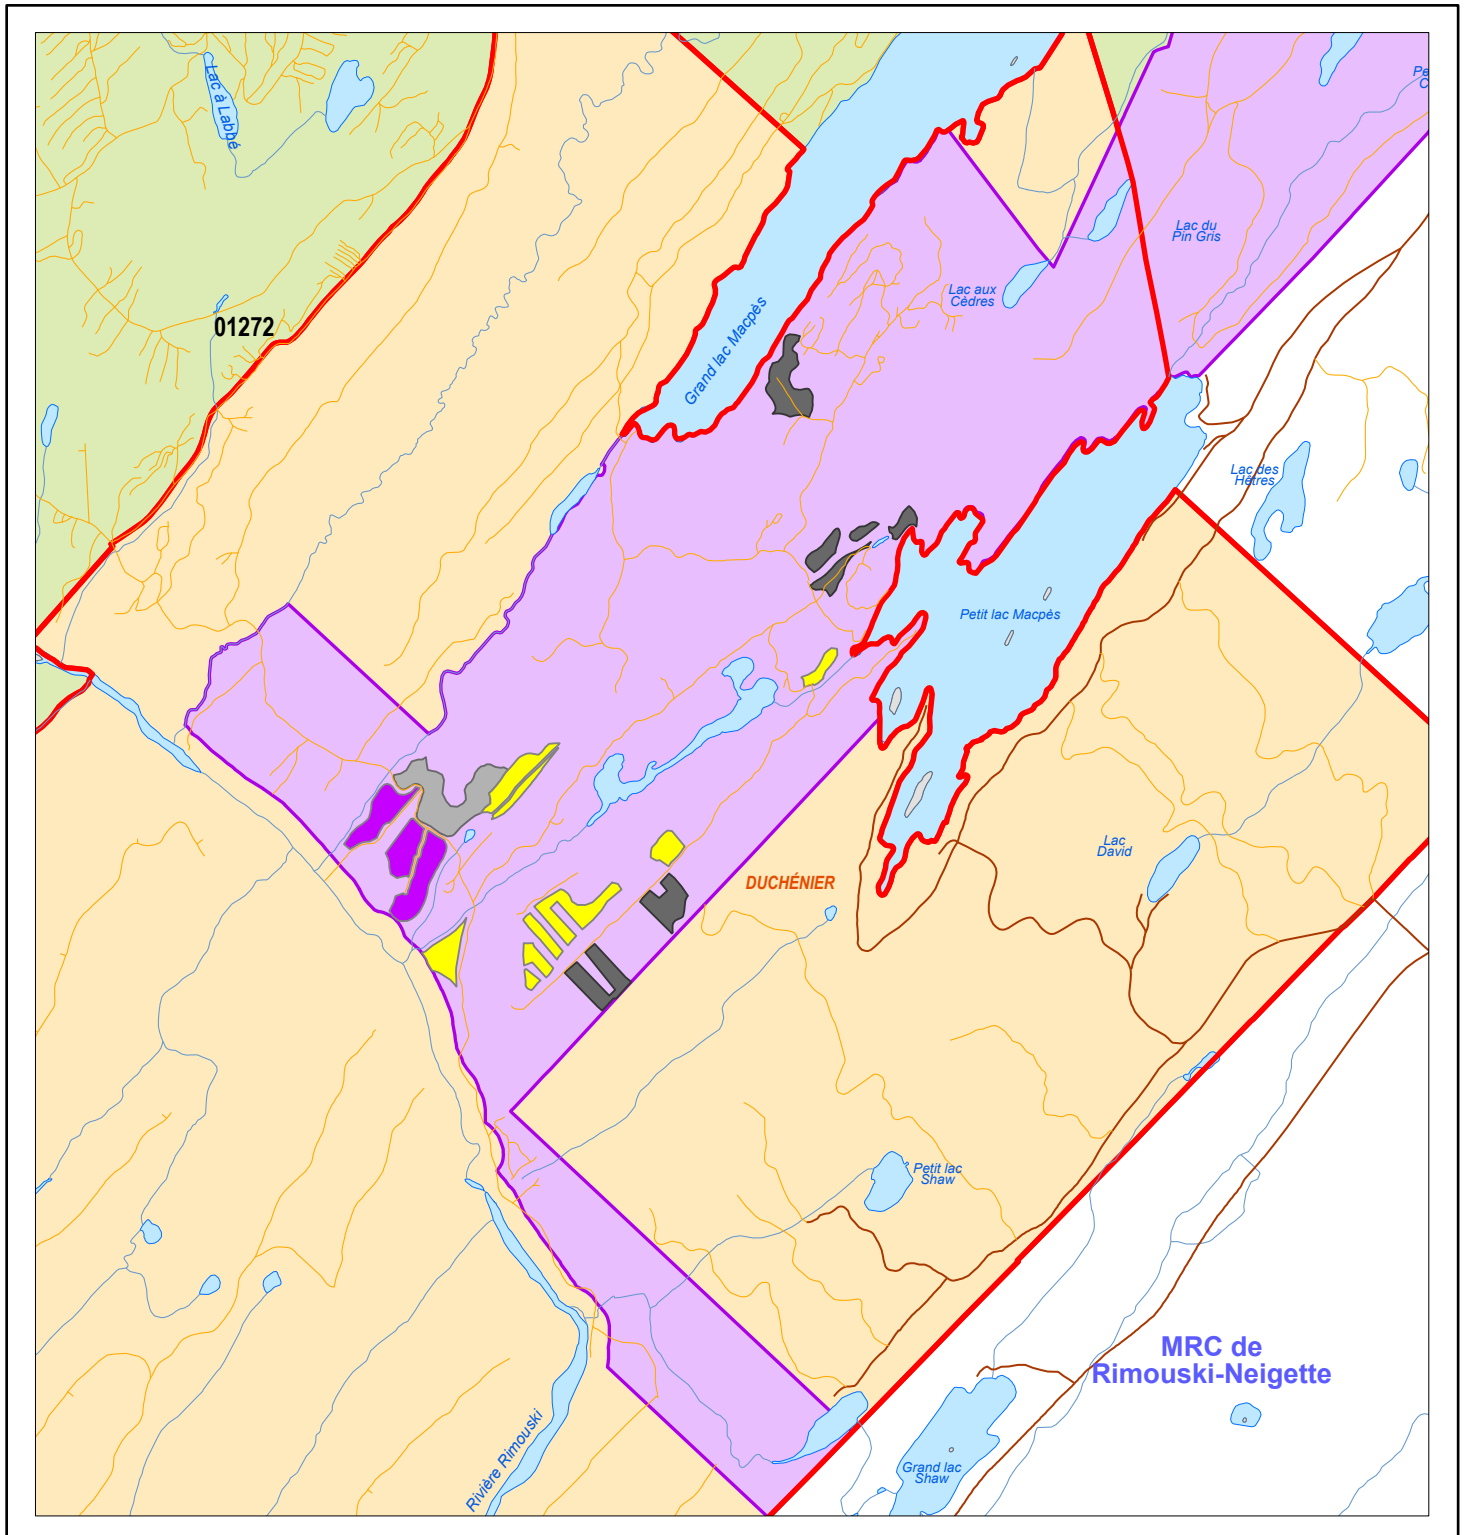 Lac à Labbé
Pe
C
01272
Lac du
Pin Gris
Lac aux
Cèdres
Grand lac Macpès
Lac des
Hêtres
Petit lac Macpès
Lac
David
DUCHÉNIER
Petit lac
Shaw
MRC de
Rimouski-Neigette
Rivière Rimouski
Grand lac
Shaw